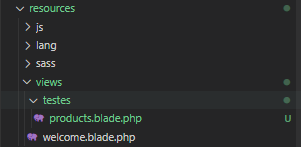 resources
js
lang
sass
views
testes
products.blade.php U
welcome.blade.php